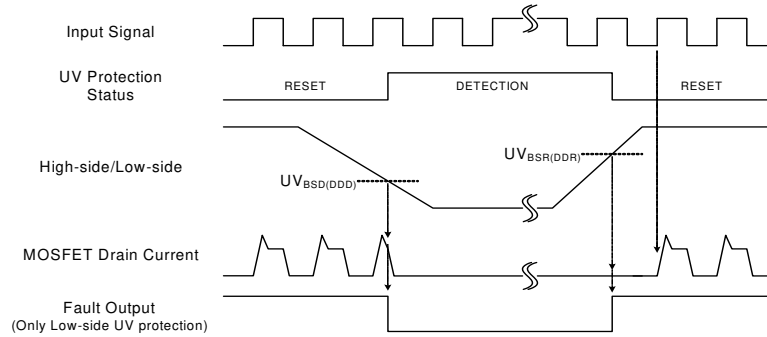 Input Signal
UV Protection
Status
RESET
DETECTION
RESET
High-side/Low-side
UVBSD(DDD)
UVBSR(DDR)
MOSFET Drain Current
Fault Output
(Only Low-side UV protection)